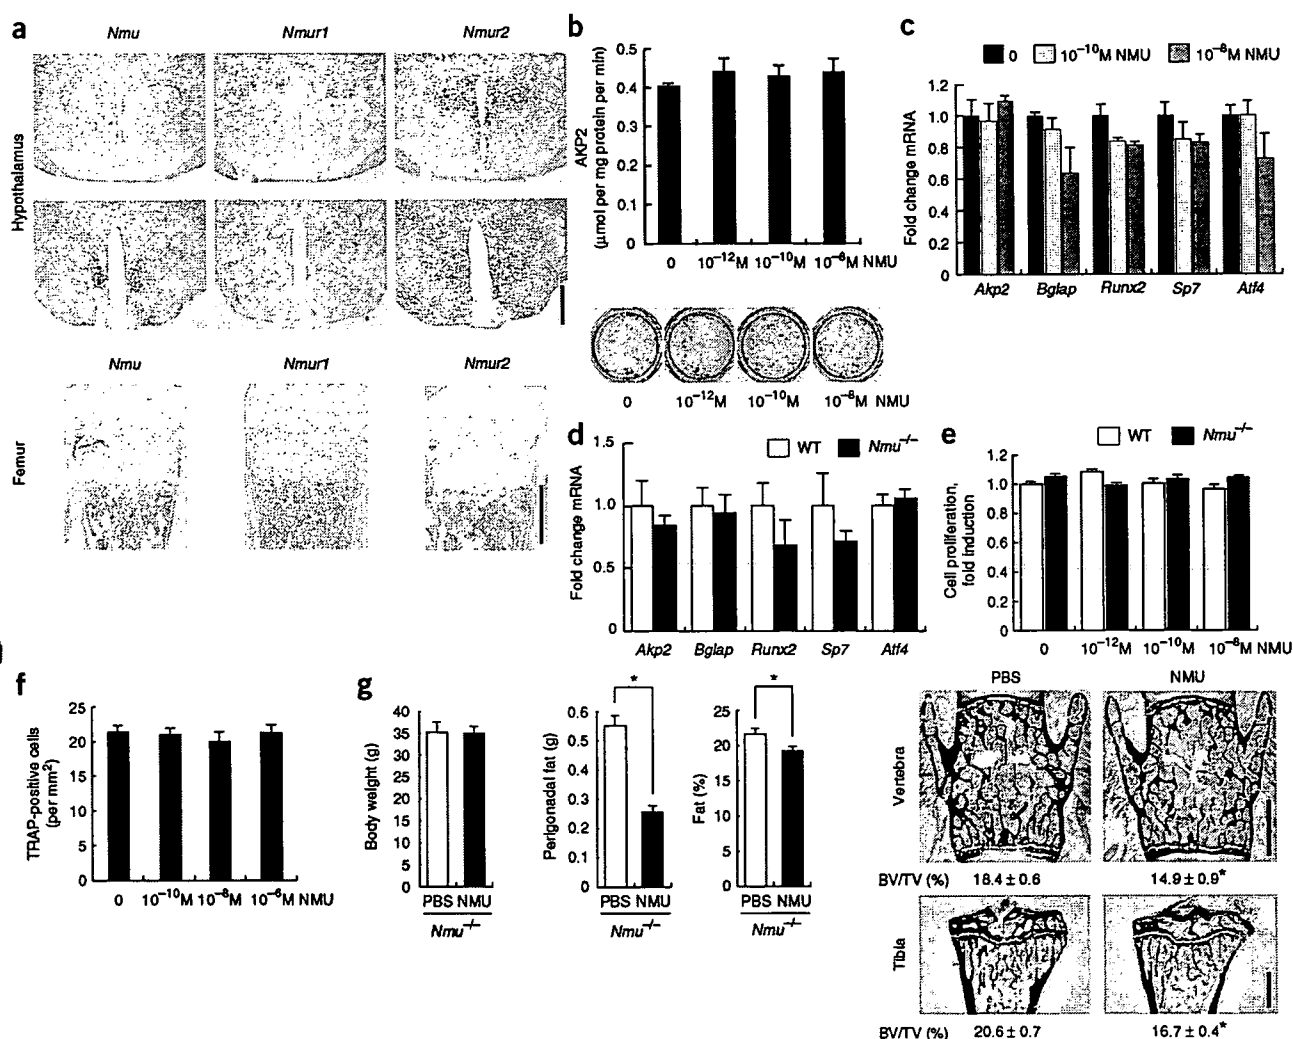 a
Nmu Nmur1 Nmur2
Hypothalamus
Nmu Nmur1 Nmur2
Femur
b
AKP2
(μmol per mg protein per min)
0.5
0.4
0.3
0.2
0.1
0
0 10⁻¹²M 10⁻¹⁰M 10⁻⁸M NMU
0 10⁻¹²M 10⁻¹⁰M 10⁻⁸M NMU
c
0 10⁻¹⁰M NMU 10⁻⁸M NMU
Fold change mRNA
1.2
1.0
0.8
0.6
0.4
0.2
0
Akp2 Bglap Runx2 Sp7 Atf4
d
WT Nmu⁻/⁻
Fold change mRNA
1.5
1.0
0.5
0
Akp2 Bglap Runx2 Sp7 Atf4
e
WT Nmu⁻/⁻
Cell proliferation,
fold induction
1.2
1.0
0.8
0.6
0.4
0.2
0
0 10⁻¹²M 10⁻¹⁰M 10⁻⁸M NMU
f
TRAP-positive cells
(per mm²)
25
20
15
10
5
0
0 10⁻¹⁰M 10⁻⁸M 10⁻⁶M NMU
g
Body weight (g)
40
35
30
25
20
15
10
5
0
PBS NMU
Nmu⁻/⁻
Perigonadal fat (g)
0.6
0.5
0.4
0.3
0.2
0.1
0
*
PBS NMU
Nmu⁻/⁻
Fat (%)
25
20
15
10
5
0
*
PBS NMU
Nmu⁻/⁻
PBS NMU
Vertebra
BV/TV (%) 18.4 ± 0.6 14.9 ± 0.9*
Tibia
BV/TV (%) 20.6 ± 0.7 16.7 ± 0.4*